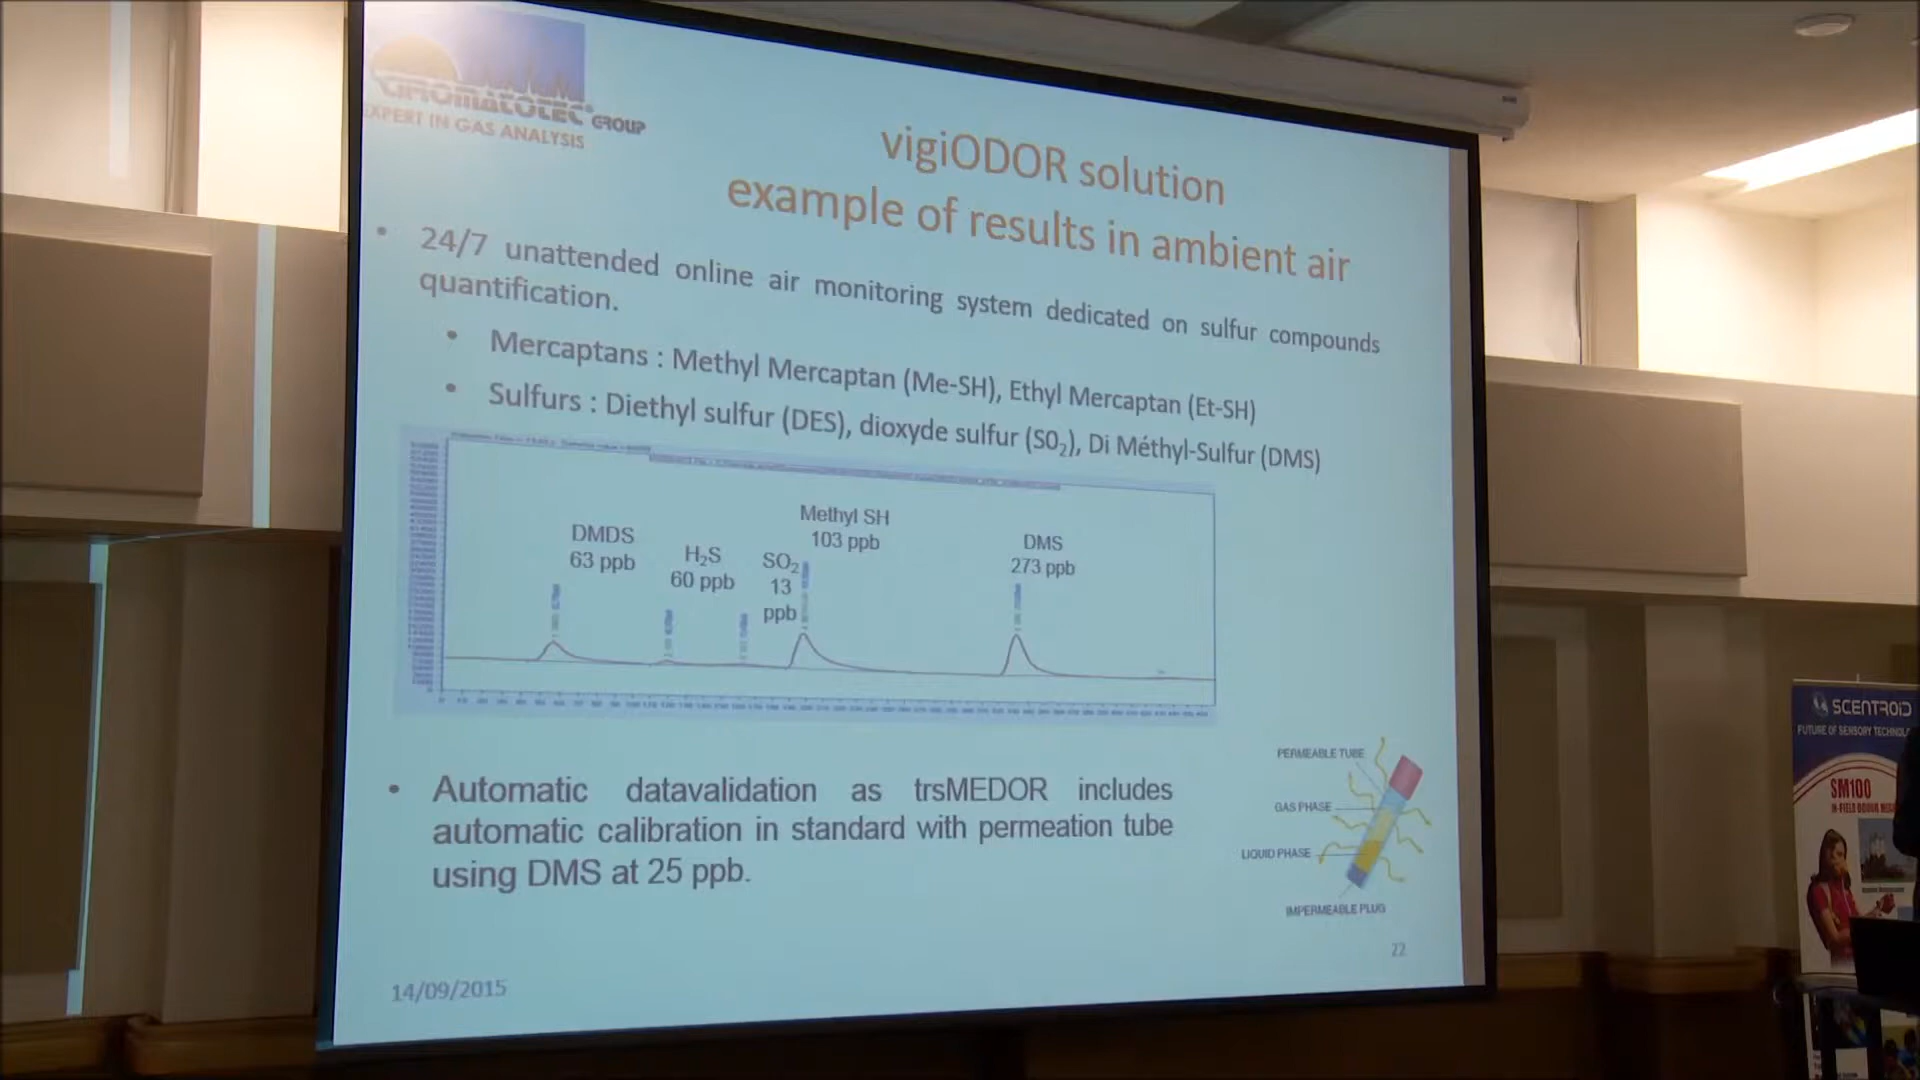 CHROMATOTEC GROUP
EXPERT IN GAS ANALYSIS
vigiODOR solution
example of results in ambient air
• 24/7 unattended online air monitoring system dedicated on sulfur compounds
quantification.
• Mercaptans : Methyl Mercaptan (Me-SH), Ethyl Mercaptan (Et-SH)
• Sulfurs : Diethyl sulfur (DES), dioxyde sulfur (SO₂), Di Méthyl-Sulfur (DMS)
DMDS
63 ppb
H₂S
60 ppb
SO₂
13
ppb
Methyl SH
103 ppb
DMS
273 ppb
• Automatic datavalidation as trsMEDOR includes
automatic calibration in standard with permeation tube
using DMS at 25 ppb.
PERMEABLE TUBE
GAS PHASE
LIQUID PHASE
IMPERMEABLE PLUG
22
14/09/2015
SCENTROID
FUTURE OF SENSORY
SM100